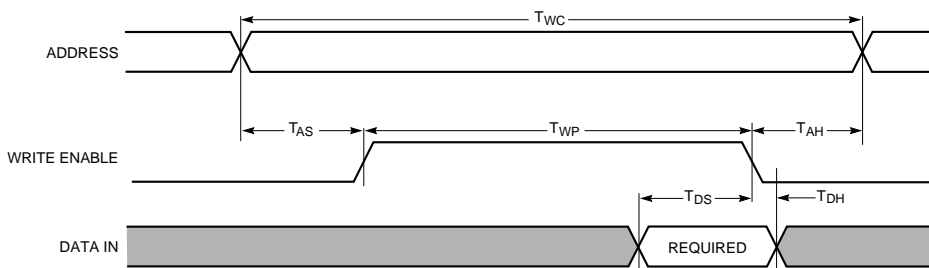 TWC
ADDRESS
TAS
TWP
TAH
WRITE ENABLE
TDS
TDH
DATA IN
REQUIRED